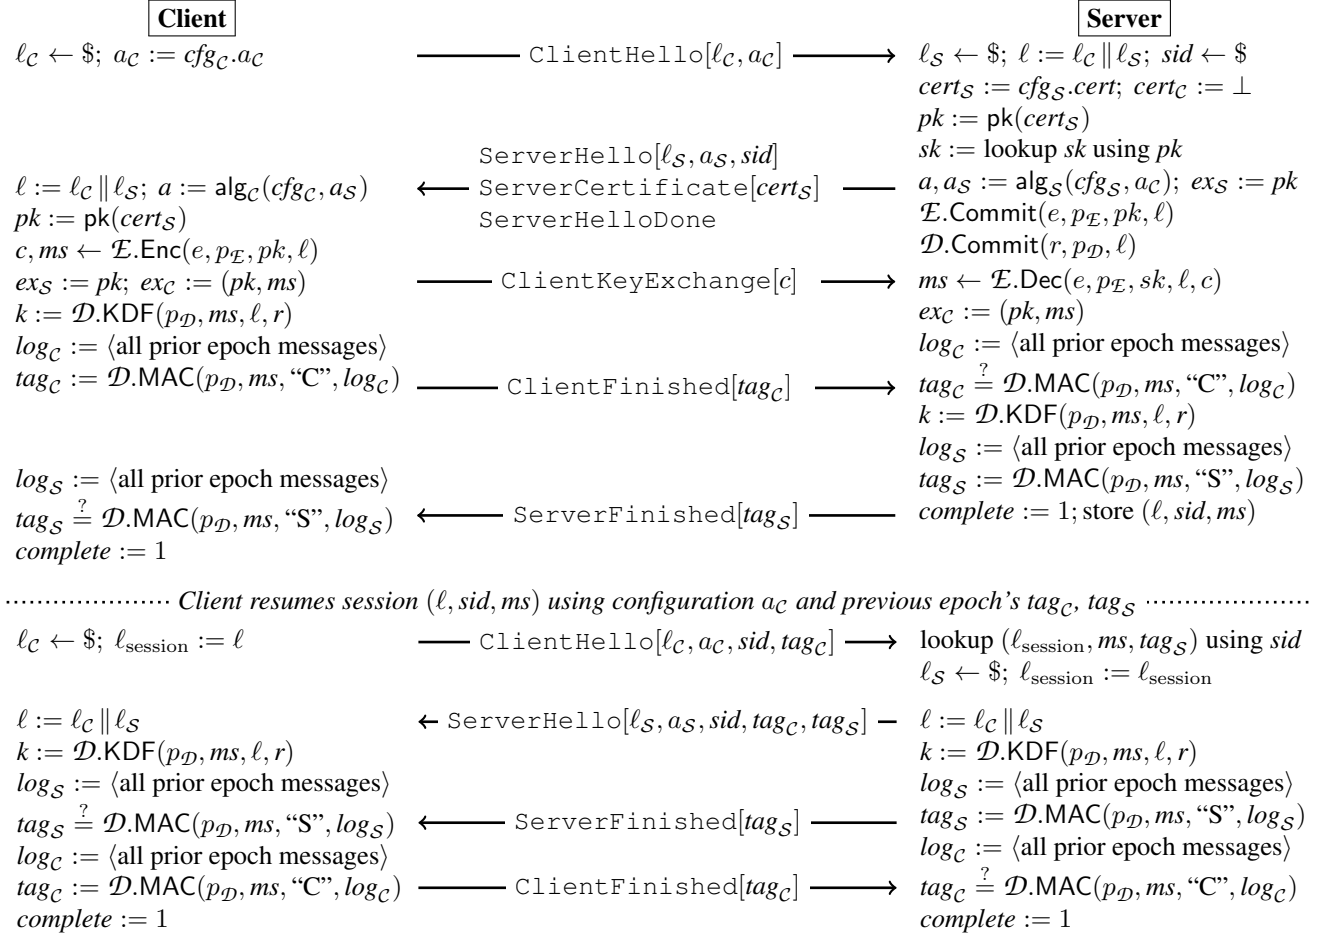 Client Server
ℓ_C ← $; a_C := cfg_C.a_C ClientHello[ℓ_C, a_C] ℓ_S ← $; ℓ := ℓ_C ∥ ℓ_S; sid ← $
cert_S := cfg_S.cert; cert_C := ⊥
pk := pk(cert_S)
ServerHello[ℓ_S, a_S, sid] sk := lookup sk using pk
ℓ := ℓ_C ∥ ℓ_S; a := alg_C(cfg_C, a_S) ServerCertificate[cert_S] a, a_S := alg_S(cfg_S, a_C); ex_S := pk
pk := pk(cert_S) ServerHelloDone ℰ.Commit(e, p_ℰ, pk, ℓ)
c, ms ← ℰ.Enc(e, p_ℰ, pk, ℓ) 𝒟.Commit(r, p_𝒟, ℓ)
ex_S := pk; ex_C := (pk, ms) ClientKeyExchange[c] ms ← ℰ.Dec(e, p_ℰ, sk, ℓ, c)
k := 𝒟.KDF(p_𝒟, ms, ℓ, r) ex_C := (pk, ms)
log_C := ⟨all prior epoch messages⟩ log_C := ⟨all prior epoch messages⟩
tag_C := 𝒟.MAC(p_𝒟, ms, “C”, log_C) ClientFinished[tag_C] tag_C ≟ 𝒟.MAC(p_𝒟, ms, “C”, log_C)
k := 𝒟.KDF(p_𝒟, ms, ℓ, r)
log_S := ⟨all prior epoch messages⟩
log_S := ⟨all prior epoch messages⟩ tag_S := 𝒟.MAC(p_𝒟, ms, “S”, log_S)
tag_S ≟ 𝒟.MAC(p_𝒟, ms, “S”, log_S) ServerFinished[tag_S] complete := 1; store (ℓ, sid, ms)
complete := 1
Client resumes session (ℓ, sid, ms) using configuration a_C and previous epoch's tag_C, tag_S
ℓ_C ← $; ℓ_session := ℓ ClientHello[ℓ_C, a_C, sid, tag_C] lookup (ℓ_session, ms, tag_S) using sid
ℓ_S ← $; ℓ_session := ℓ_session
ℓ := ℓ_C ∥ ℓ_S ServerHello[ℓ_S, a_S, sid, tag_C, tag_S] ℓ := ℓ_C ∥ ℓ_S
k := 𝒟.KDF(p_𝒟, ms, ℓ, r) k := 𝒟.KDF(p_𝒟, ms, ℓ, r)
log_S := ⟨all prior epoch messages⟩ log_S := ⟨all prior epoch messages⟩
tag_S ≟ 𝒟.MAC(p_𝒟, ms, “S”, log_S) ServerFinished[tag_S] tag_S := 𝒟.MAC(p_𝒟, ms, “S”, log_S)
log_C := ⟨all prior epoch messages⟩ log_C := ⟨all prior epoch messages⟩
tag_C := 𝒟.MAC(p_𝒟, ms, “C”, log_C) ClientFinished[tag_C] tag_C ≟ 𝒟.MAC(p_𝒟, ms, “C”, log_C)
complete := 1 complete := 1